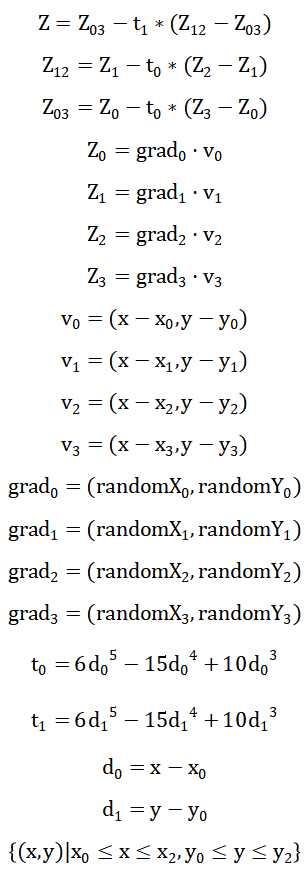 Z = Z₀₃ − t₁ ∗ (Z₁₂ − Z₀₃)
Z₁₂ = Z₁ − t₀ ∗ (Z₂ − Z₁)
Z₀₃ = Z₀ − t₀ ∗ (Z₃ − Z₀)
Z₀ = grad₀ · v₀
Z₁ = grad₁ · v₁
Z₂ = grad₂ · v₂
Z₃ = grad₃ · v₃
v₀ = (x − x₀,y − y₀)
v₁ = (x − x₁,y − y₁)
v₂ = (x − x₂,y − y₂)
v₃ = (x − x₃,y − y₃)
grad₀ = (randomX₀,randomY₀)
grad₁ = (randomX₁,randomY₁)
grad₂ = (randomX₂,randomY₂)
grad₃ = (randomX₃,randomY₃)
t₀ = 6d₀⁵ − 15d₀⁴ + 10d₀³
t₁ = 6d₁⁵ − 15d₁⁴ + 10d₁³
d₀ = x − x₀
d₁ = y − y₀
{(x,y)|x₀ ≤ x ≤ x₂,y₀ ≤ y ≤ y₂}